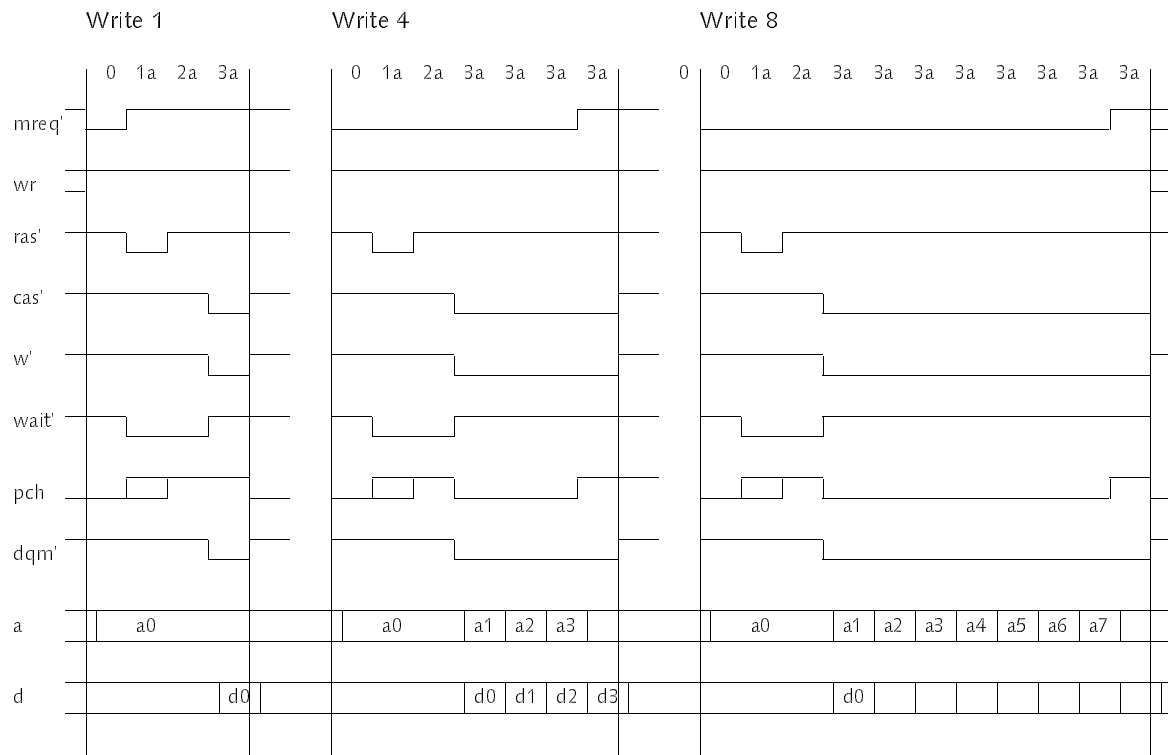 Write 1 Write 4 Write 8
0 1a 2a 3a 0 1a 2a 3a 3a 3a 3a 0 0 1a 2a 3a 3a 3a 3a 3a 3a 3a 3a
mreq'
wr
ras'
cas'
w'
wait'
pch
dqm'
a a0 a0 a1 a2 a3 a0 a1 a2 a3 a4 a5 a6 a7
d d0 d0 d1 d2 d3 d0